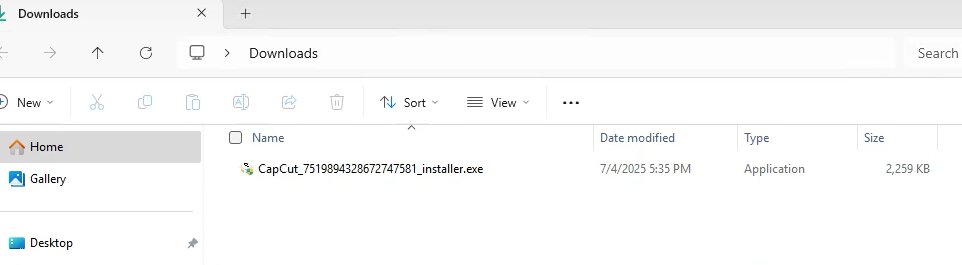 Downloads
Downloads
Search
New
Sort
View
Name Date modified Type Size
Home
CapCut_7519894328672747581_installer.exe 7/4/2025 5:35 PM Application 2,259 KB
Gallery
Desktop